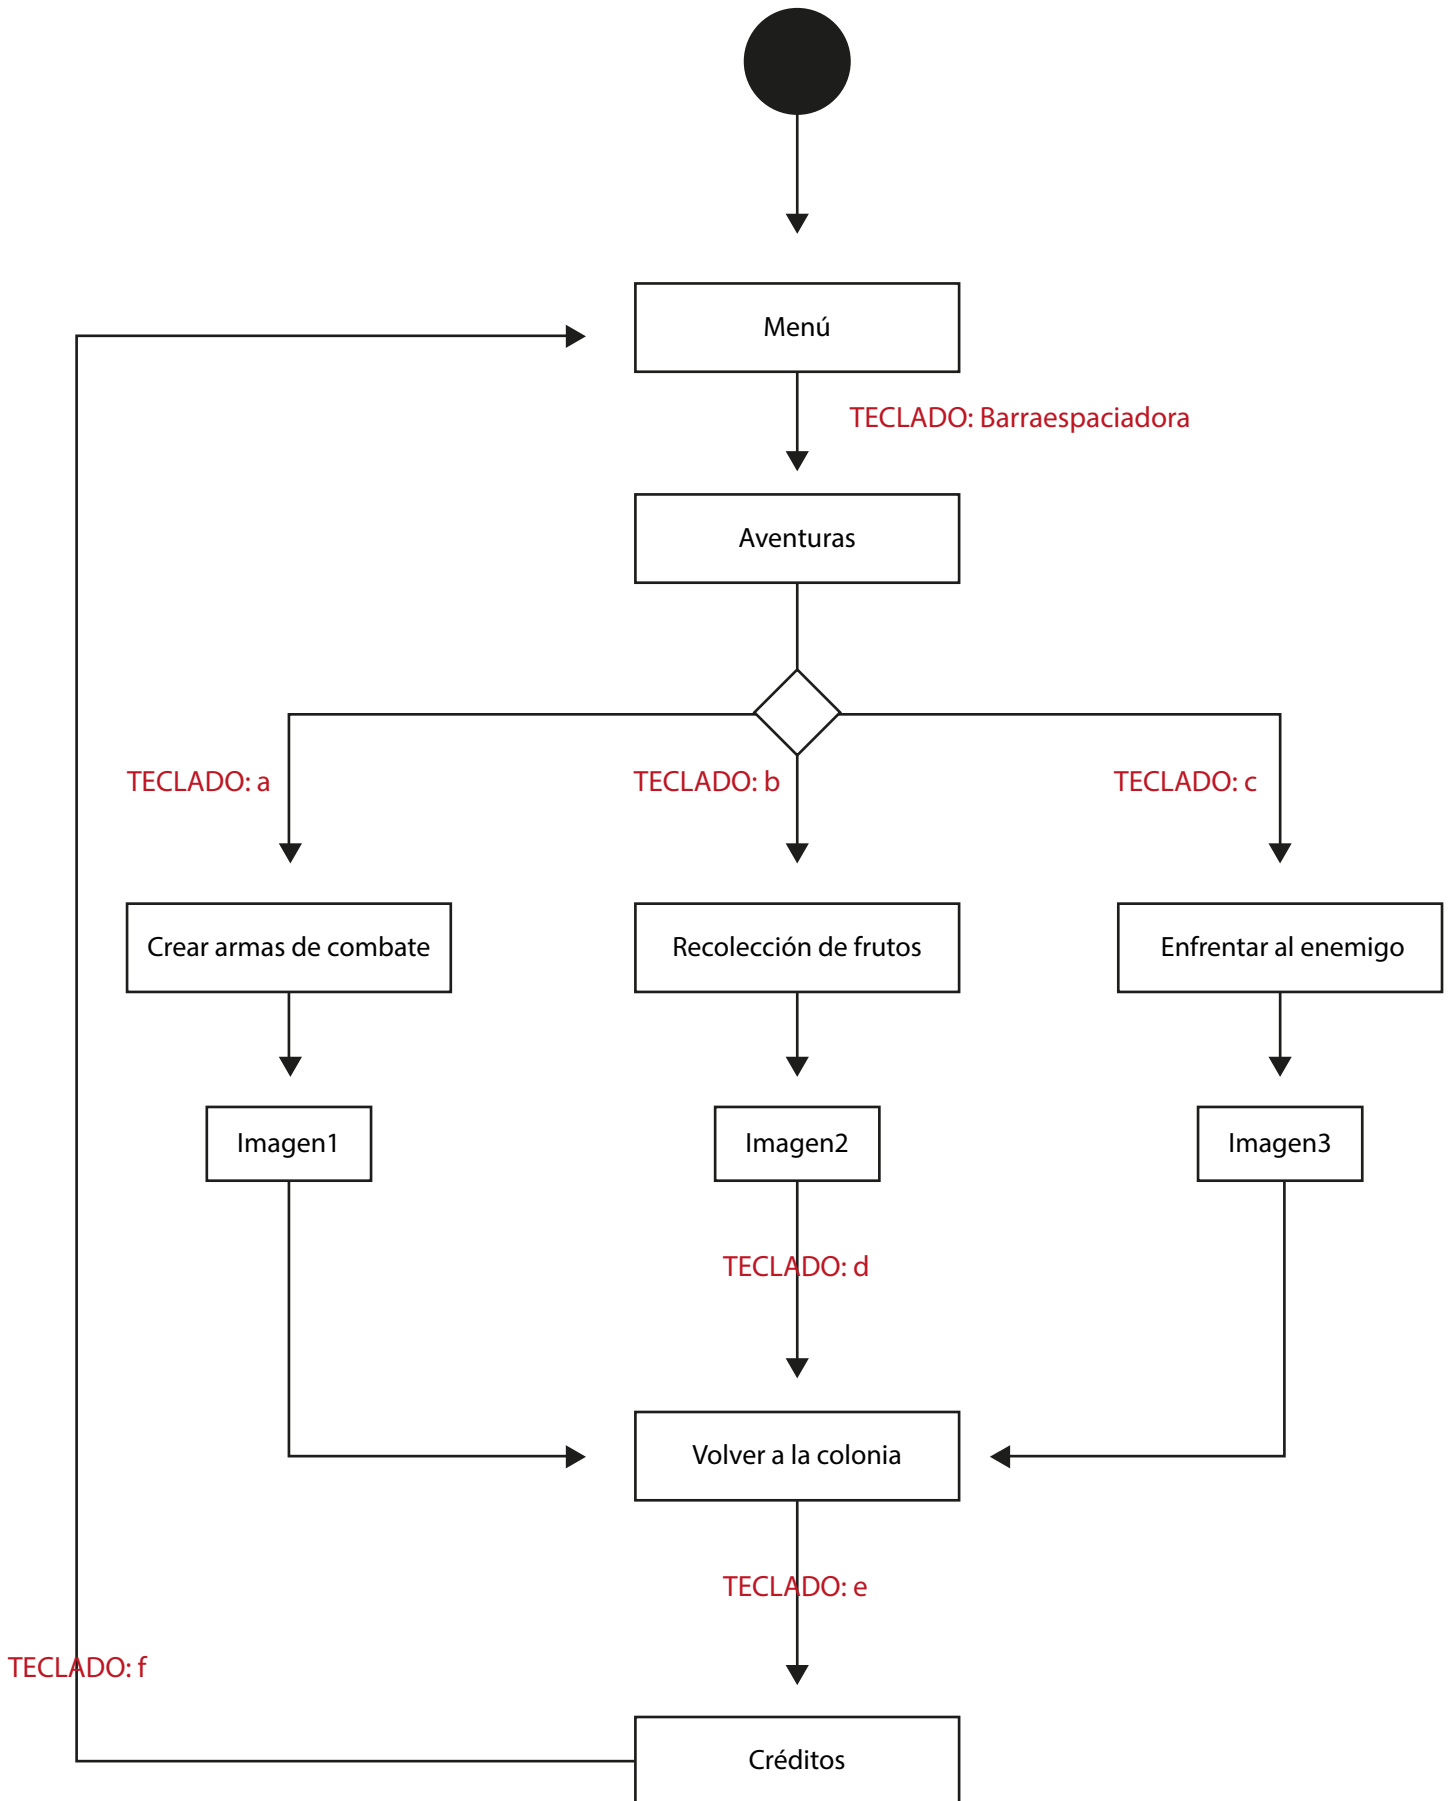 Menú
TECLADO: Barraespaciadora
Aventuras
TECLADO: a
TECLADO: b
TECLADO: c
Crear armas de combate
Recolección de frutos
Enfrentar al enemigo
Imagen1
Imagen2
Imagen3
TECLADO: d
Volver a la colonia
TECLADO: e
TECLADO: f
Créditos